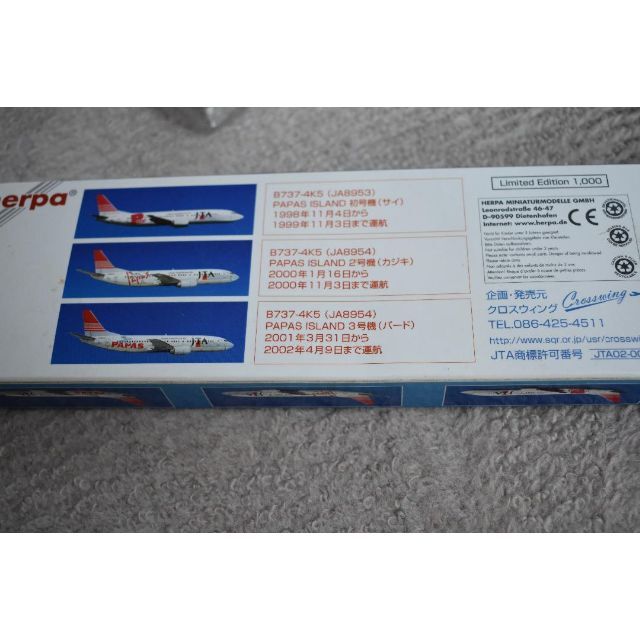 herpa®
B737-4K5 (JA8953)
PAPAS ISLAND 初号機(サイ)
1998年11月4日から
1999年11月3日まで運航
B737-4K5 (JA8954)
PAPAS ISLAND 2号機(カジキ)
2000年1月16日から
2000年11月3日まで運航
B737-4K5 (JA8954)
PAPAS ISLAND 3号機(バード)
2001年3月31日から
2002年4月9日まで運航
JTA
JTA
PAPAS JTA
Limited Edition 1,000
HERPA MINIATURMODELLE GMBH
Leonrodstraße 46-47
D-90599 Dietenhofen
Internet: www.herpa.de
CE
企画・発売元
クロスウィング Crosswing
TEL.086-425-4511
http://www.sqr.or.jp/usr/crosswi
JTA商標許可番号 JTA02-00